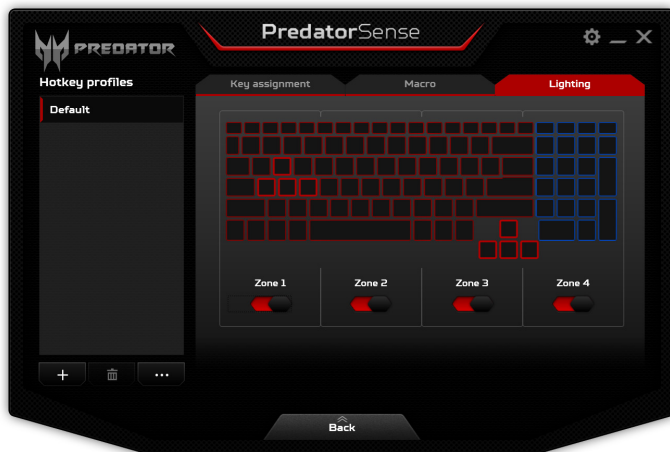 PREDATOR
PredatorSense
Hotkey profiles
Key assignment
Macro
Lighting
Default
Zone 1
Zone 2
Zone 3
Zone 4
Back